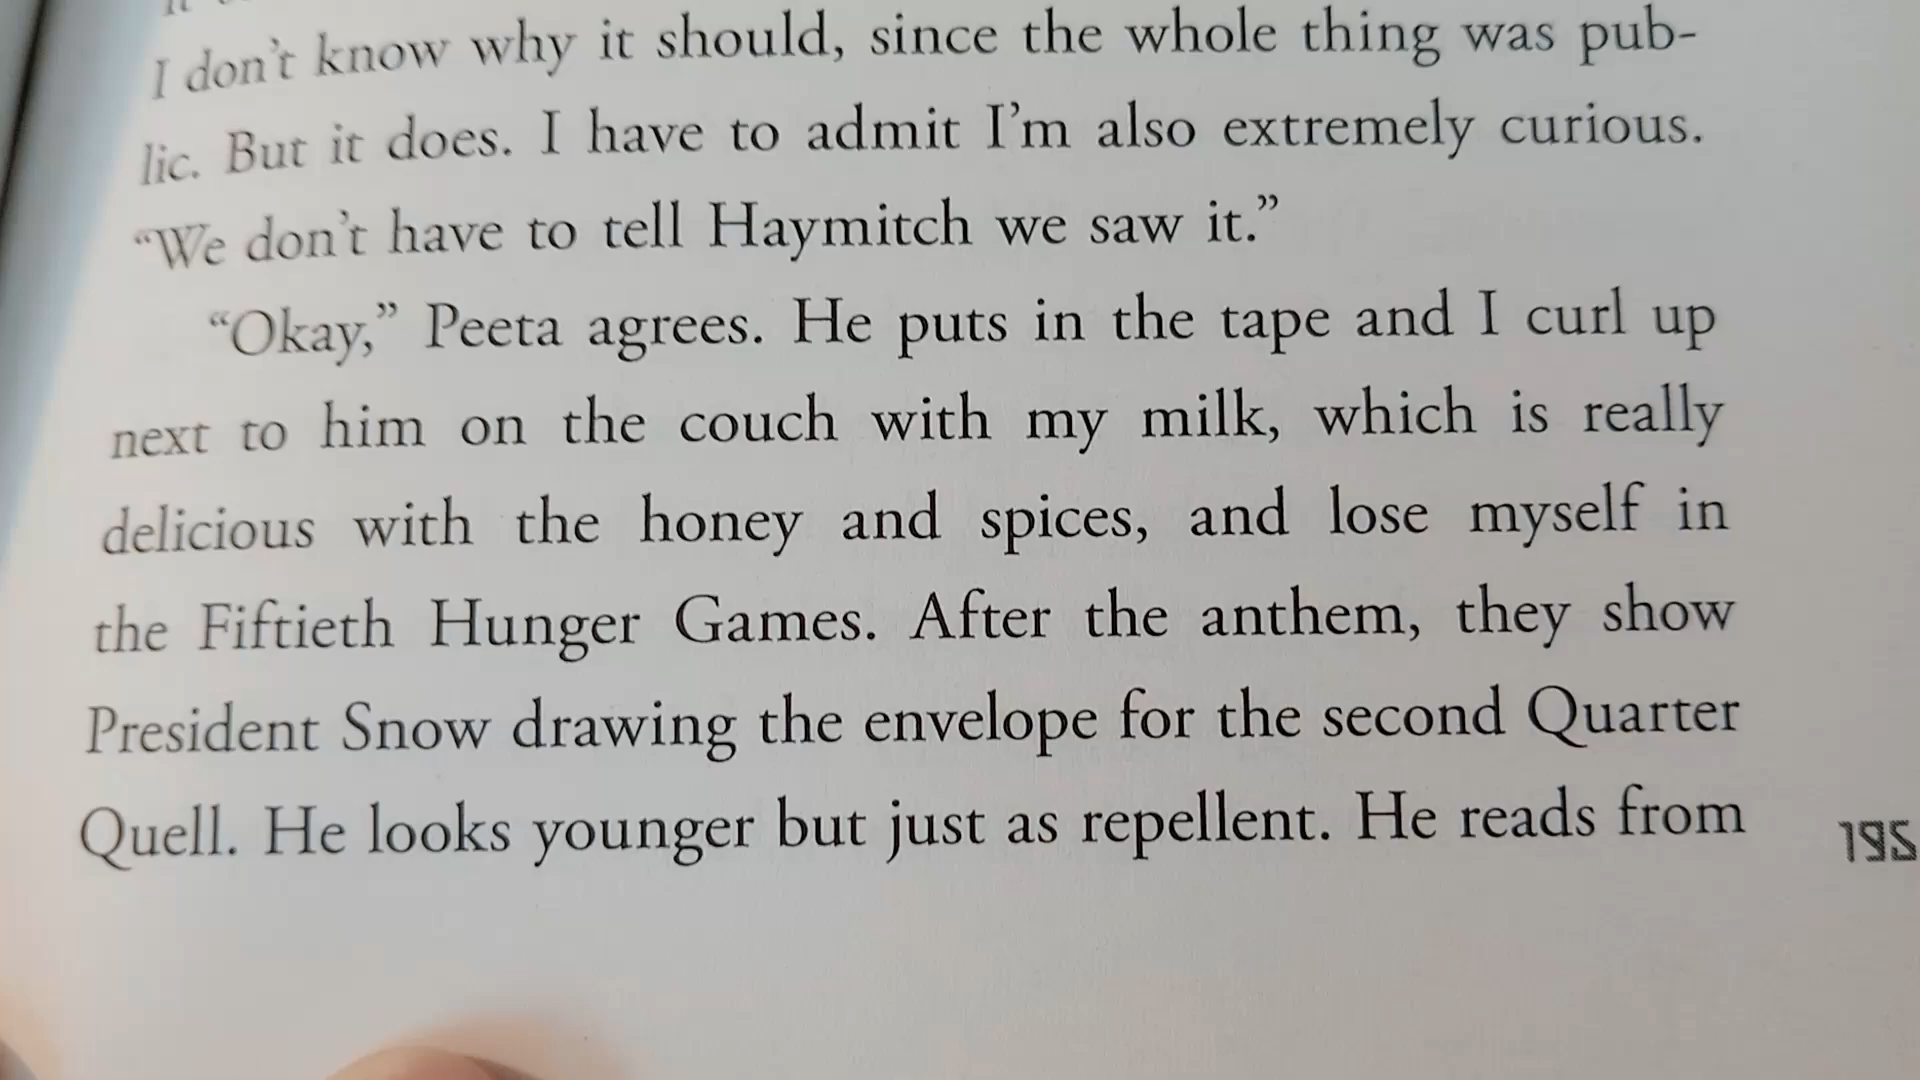 I don't know why it should, since the whole thing was pub-
lic. But it does. I have to admit I'm also extremely curious.
“We don't have to tell Haymitch we saw it.”
“Okay,” Peeta agrees. He puts in the tape and I curl up
next to him on the couch with my milk, which is really
delicious with the honey and spices, and lose myself in
the Fiftieth Hunger Games. After the anthem, they show
President Snow drawing the envelope for the second Quarter
Quell. He looks younger but just as repellent. He reads from
195